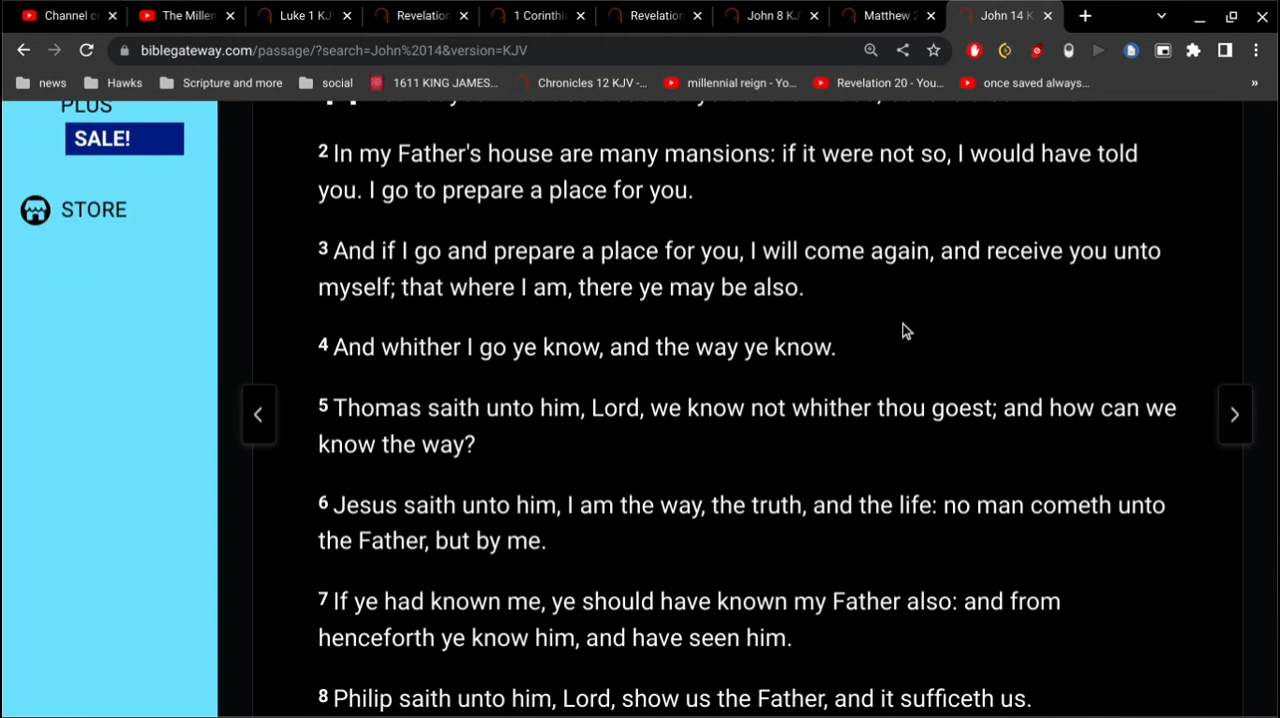 Channel c
The Millen
Luke 1 KJ
Revelation
1 Corinthi
Revelation
John 8 KJ
Matthew 2
John 14 K
biblegateway.com/passage/?search=John%2014&version=KJV
news
Hawks
Scripture and more
social
1611 KING JAMES...
Chronicles 12 KJV -...
millennial reign - Yo...
Revelation 20 - You...
once saved always...
»
PLUS
SALE!
STORE
2 In my Father's house are many mansions: if it were not so, I would have told
you. I go to prepare a place for you.
3 And if I go and prepare a place for you, I will come again, and receive you unto
myself; that where I am, there ye may be also.
4 And whither I go ye know, and the way ye know.
5 Thomas saith unto him, Lord, we know not whither thou goest; and how can we
know the way?
6 Jesus saith unto him, I am the way, the truth, and the life: no man cometh unto
the Father, but by me.
7 If ye had known me, ye should have known my Father also: and from
henceforth ye know him, and have seen him.
8 Philip saith unto him, Lord, show us the Father, and it sufficeth us.